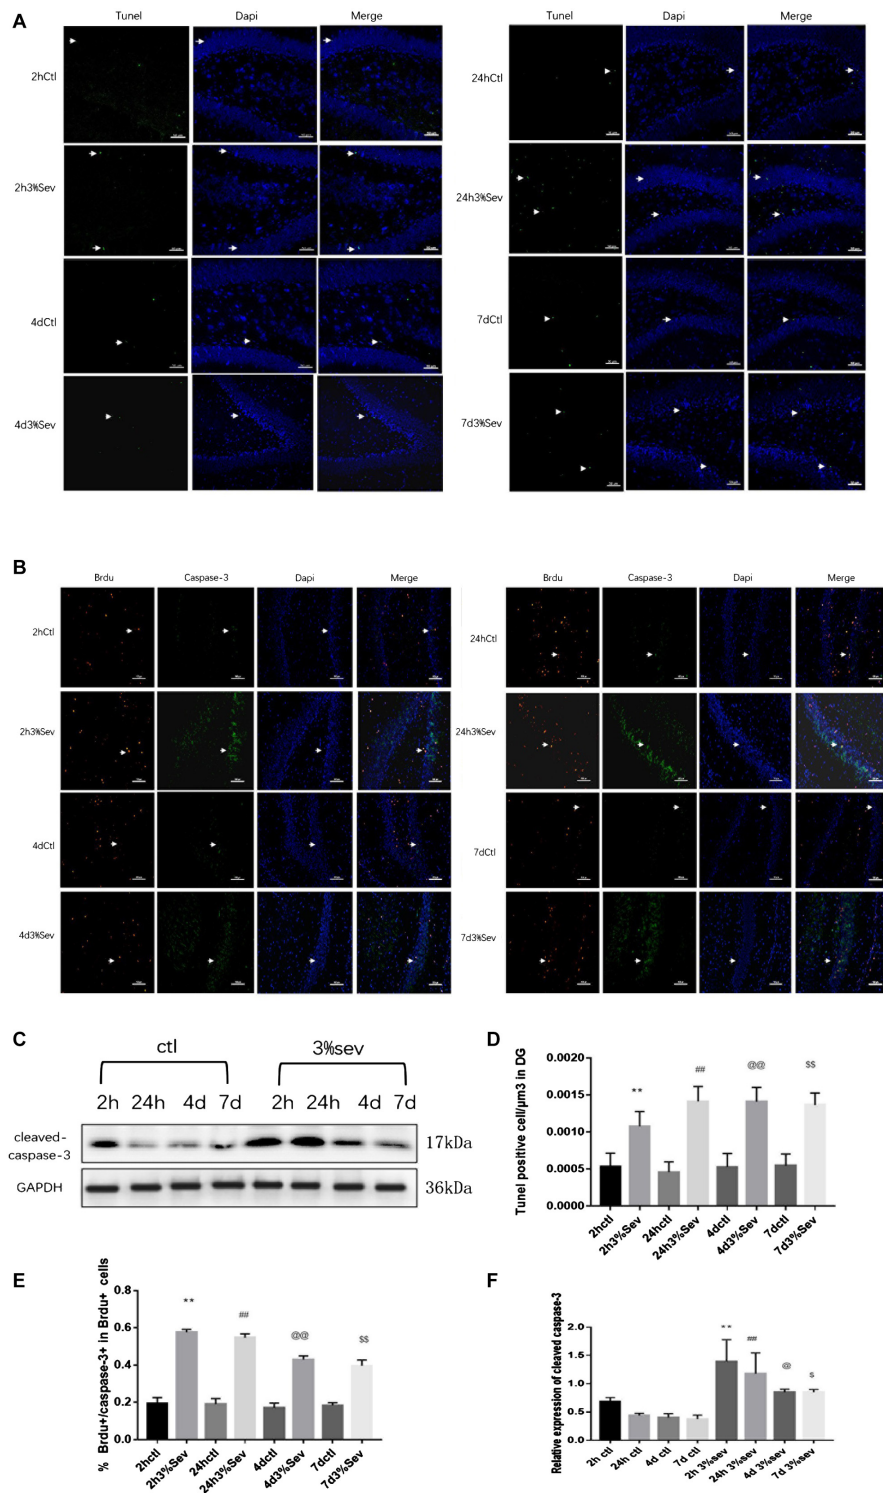 A
Tunel Dapi Merge
2hCtl
2h3%Sev
4dCtl
4d3%Sev
Tunel Dapi Merge
24hCtl
24h3%Sev
7dCtl
7d3%Sev
B
Brdu Caspase-3 Dapi Merge
2hCtl
2h3%Sev
4dCtl
4d3%Sev
Brdu Caspase-3 Dapi Merge
24hCtl
24h3%Sev
7dCtl
7d3%Sev
C
ctl 3%sev
2h 24h 4d 7d 2h 24h 4d 7d
cleaved-
caspase-3
17kDa
GAPDH 36kDa
D
Tunel positive cell/μm3 in DG
0.0020
0.0015
0.0010
0.0005
0.0000
** ## @@ $$
2hctl 2h3%Sev 24hctl 24h3%Sev 4dctl 4d3%Sev 7dctl 7d3%Sev
E
% Brdu+/caspase-3+ in Brdu+ cells
0.8
0.6
0.4
0.2
0.0
** ## @@ $$
2hctl 2h3%Sev 24hctl 24h3%Sev 4dctl 4d3%Sev 7dctl 7d3%Sev
F
Relative expression of cleaved caspase-3
2.0
1.5
1.0
0.5
0.0
** ## @ $
2h ctl 24h ctl 4d ctl 7d ctl 2h 3%sev 24h 3%sev 4d 3%sev 7d 3%sev